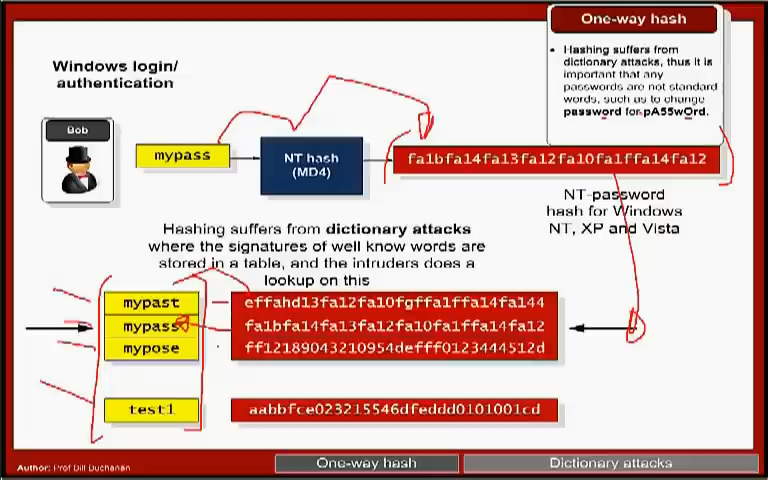 One-way hash
Hashing suffers from
dictionary attacks, thus it is
important that any
passwords are not standard
words, such as to change
password for pA55wOrd.
Windows login/
authentication
Bob
mypass
NT hash
(MD4)
fa1bfa14fa13fa12fa10fa1ffa14fa12
NT-password
hash for Windows
NT, XP and Vista
Hashing suffers from dictionary attacks
where the signatures of well know words are
stored in a table, and the intruders does a
lookup on this
mypast effahd13fa12fa10fgffa1ffa14fa144
mypass fa1bfa14fa13fa12fa10fa1ffa14fa12
mypose ff12189043210954defff0123444512d
test1 aabbfce023215546dfeddd0101001cd
Author: Prof Bill Buchanan
One-way hash
Dictionary attacks